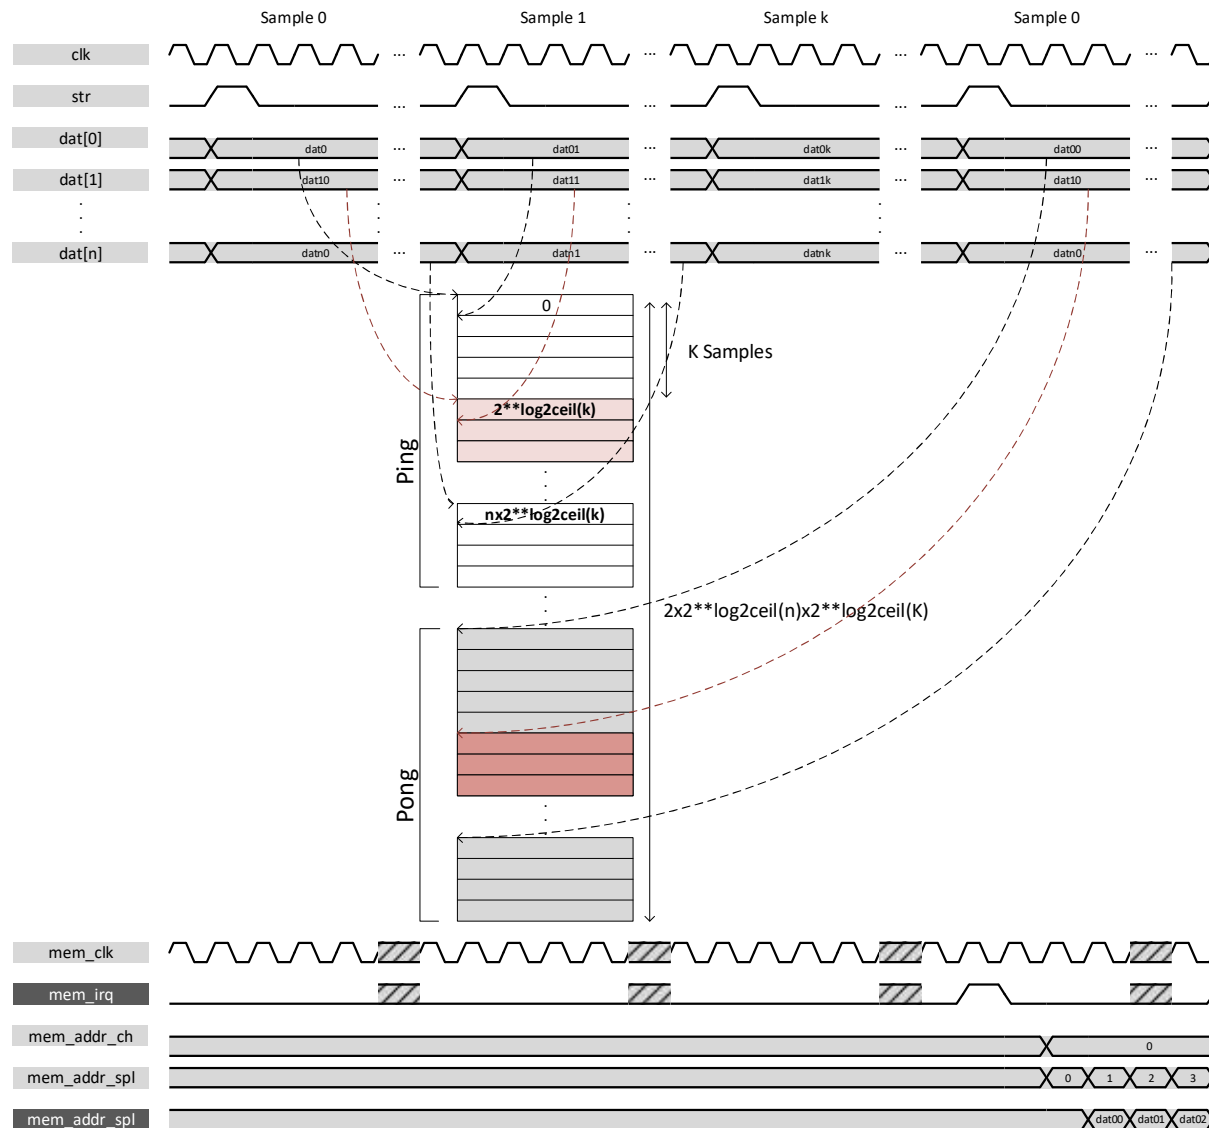 Sample 0 Sample 1 Sample k Sample 0
clk ... ... ... ...
str ... ... ... ...
dat[0] dat0 ... dat01 ... dat0k ... dat00 ...
dat[1] dat10 ... dat11 ... dat1k ... dat10 ...
dat[n] datn0 ... datn1 ... datnk ... datn0 ...
0
K Samples
2**log2ceil(k)
Ping
nx2**log2ceil(k)
2x2**log2ceil(n)x2**log2ceil(K)
Pong
mem_clk
mem_irq
mem_addr_ch 0
mem_addr_spl 0 1 2 3
mem_addr_spl dat00 dat01 dat02